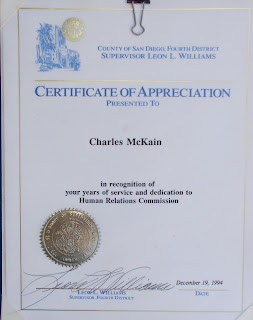 COUNTY OF SAN DIEGO, FOURTH DISTRICT
SUPERVISOR LEON L. WILLIAMS
CERTIFICATE OF APPRECIATION
PRESENTED TO
Charles McKain
in recognition of
your years of service and dedication to
Human Relations Commission
Leon L Williams
December 19, 1994
LEON L. WILLIAMS
SUPERVISOR, FOURTH DISTRICT
DATE